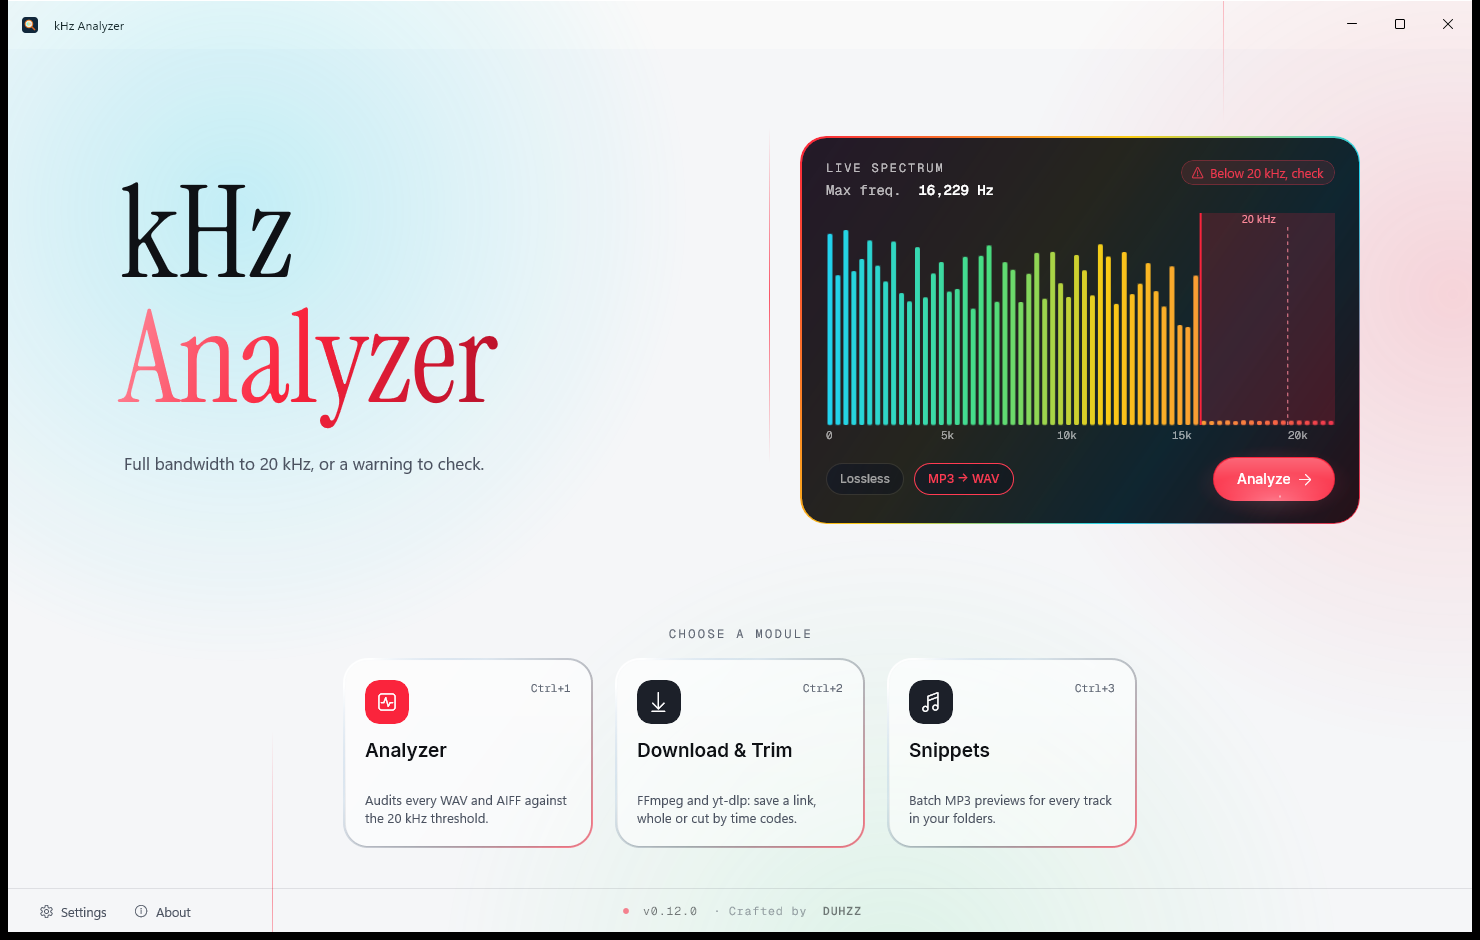 kHz Analyzer
kHz
Analyzer
Full bandwidth to 20 kHz, or a warning to check.
LIVE SPECTRUM
Max freq. 16,229 Hz
Below 20 kHz, check
20 kHz
0 5k 10k 15k 20k
Lossless
MP3 → WAV
Analyze →
CHOOSE A MODULE
Ctrl+1
Analyzer
Audits every WAV and AIFF against
the 20 kHz threshold.
Ctrl+2
Download & Trim
FFmpeg and yt-dlp: save a link,
whole or cut by time codes.
Ctrl+3
Snippets
Batch MP3 previews for every track
in your folders.
Settings
About
v0.12.0 · Crafted by DUHZZ